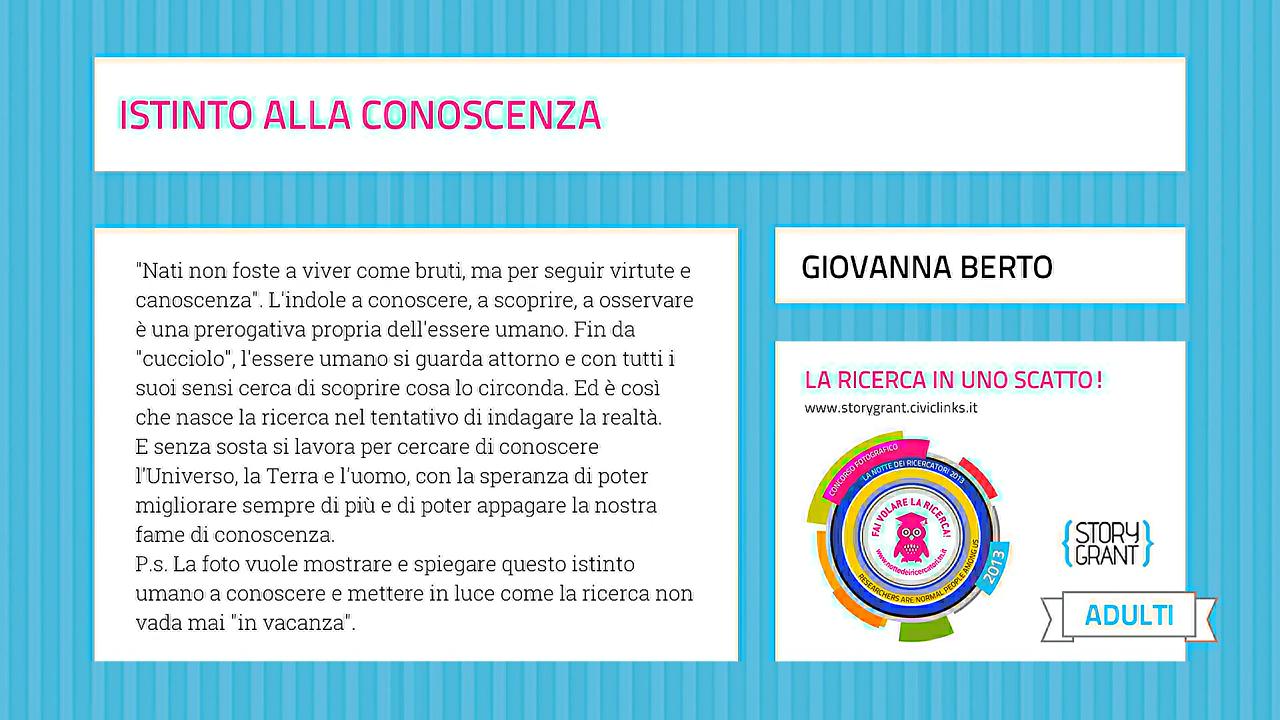 ISTINTO ALLA CONOSCENZA
"Nati non foste a viver come bruti, ma per seguir virtute e
canoscenza". L'indole a conoscere, a scoprire, a osservare
è una prerogativa propria dell'essere umano. Fin da
"cucciolo", l'essere umano si guarda attorno e con tutti i
suoi sensi cerca di scoprire cosa lo circonda. Ed è così
che nasce la ricerca nel tentativo di indagare la realtà.
E senza sosta si lavora per cercare di conoscere
l'Universo, la Terra e l'uomo, con la speranza di poter
migliorare sempre di più e di poter appagare la nostra
fame di conoscenza.
P.s. La foto vuole mostrare e spiegare questo istinto
umano a conoscere e mettere in luce come la ricerca non
vada mai "in vacanza".
GIOVANNA BERTO
LA RICERCA IN UNO SCATTO!
www.storygrant.civiclinks.it
CONCORSO FOTOGRAFICO
LA NOTTE DEI RICERCATORI 2013
FAI VOLARE LA RICERCA!
www.nottedeiricercatori.tn.it
RESEARCHERS ARE NORMAL PEOPLE AMONG US
2013
{STORY
GRANT}
ADULTI